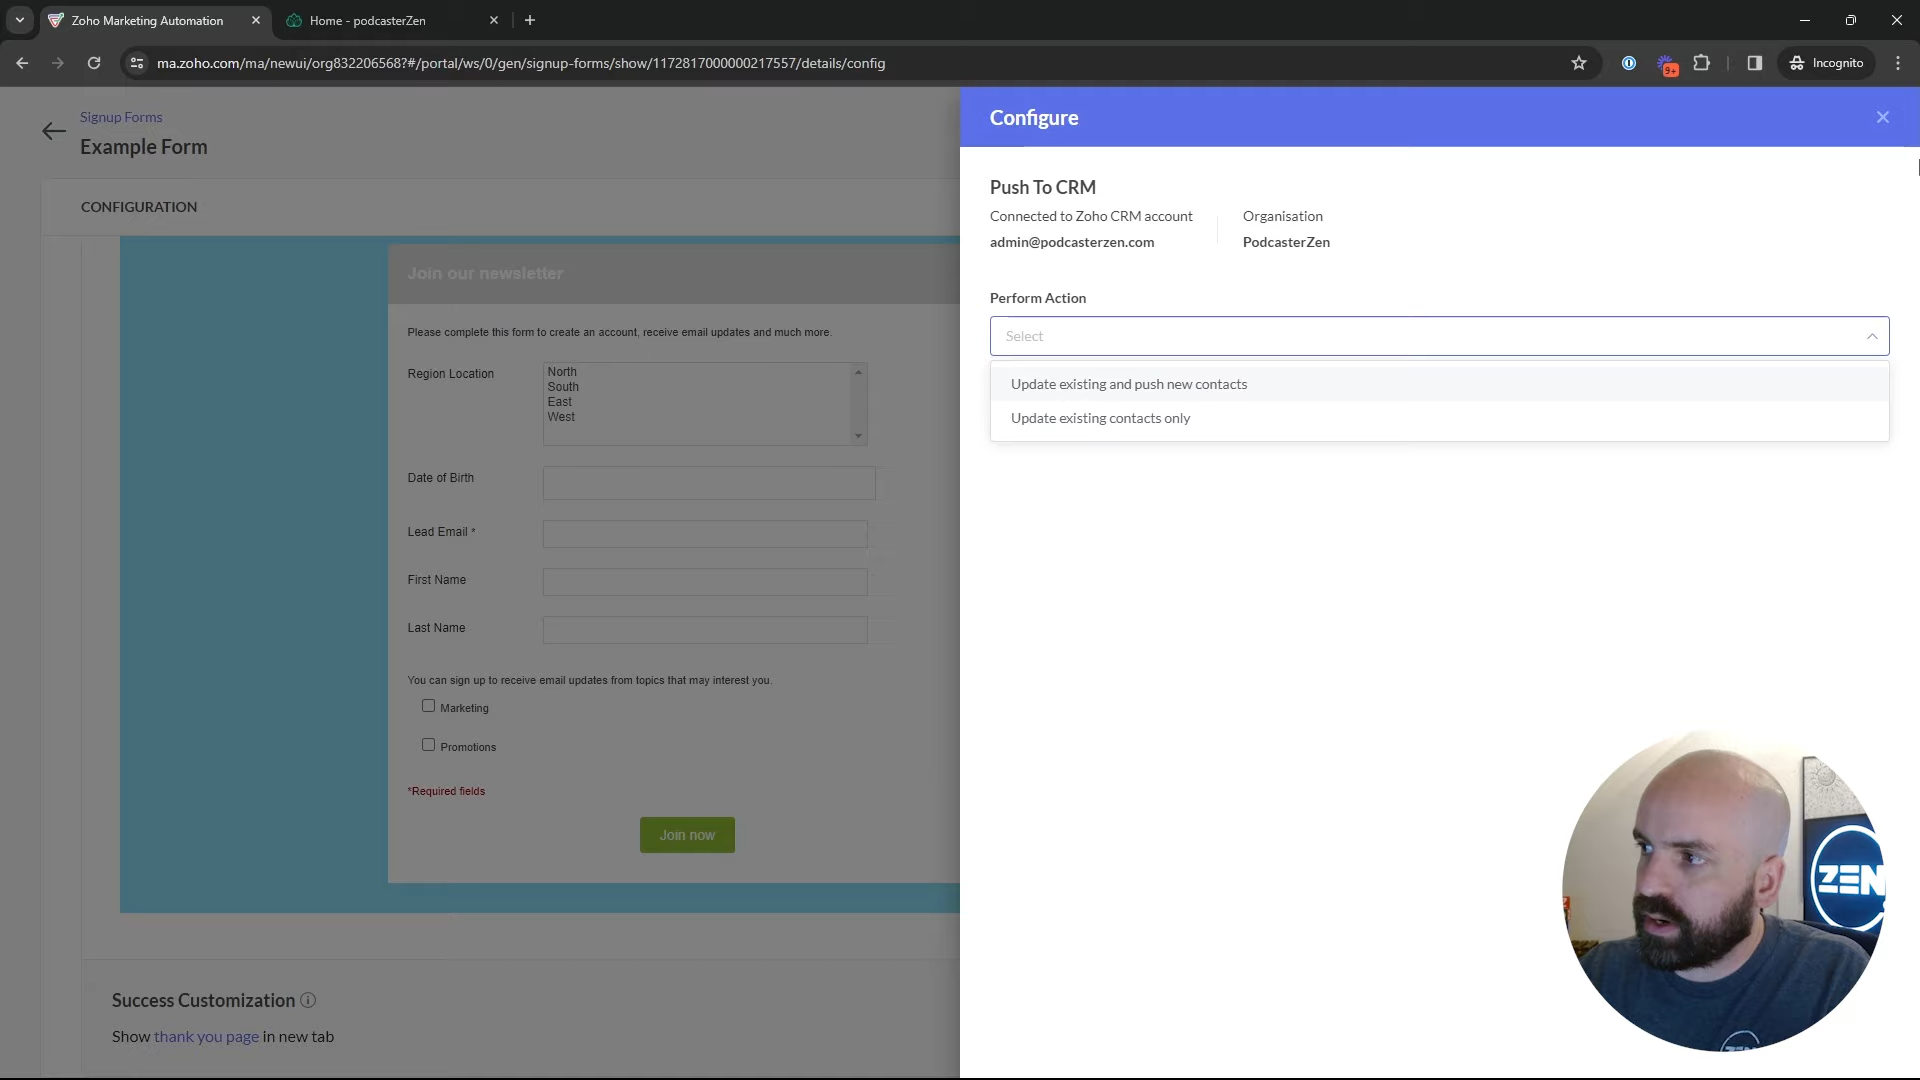 Zoho Marketing Automation
Home - podcasterZen
ma.zoho.com/ma/newui/org832206568?#/portal/ws/0/gen/signup-forms/show/1172817000000217557/details/config
9+
Incognito
Signup Forms
Example Form
CONFIGURATION
Join our newsletter
Please complete this form to create an account, receive email updates and much more.
Region Location
North
South
East
West
Date of Birth
Lead Email *
First Name
Last Name
You can sign up to receive email updates from topics that may interest you.
Marketing
Promotions
*Required fields
Join now
Success Customization
Show thank you page in new tab
Configure
Push To CRM
Connected to Zoho CRM account
Organisation
admin@podcasterzen.com
PodcasterZen
Perform Action
Select
Update existing and push new contacts
Update existing contacts only
ZEN
ZEN